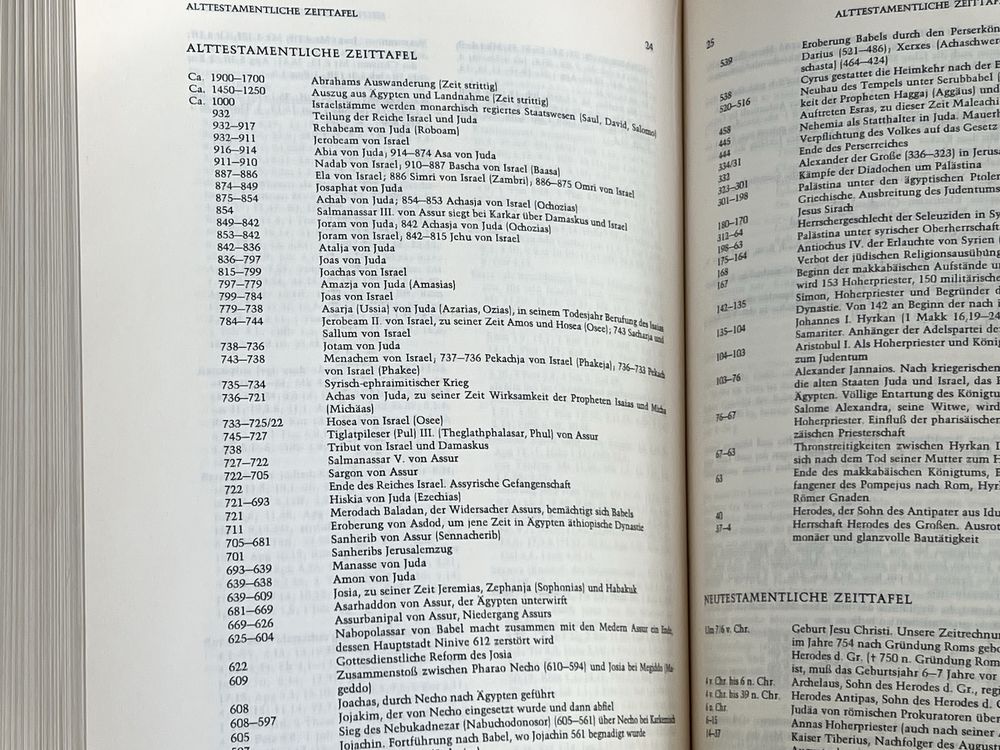 ALTTESTAMENTLICHE ZEITTAFEL
24
ALTTESTAMENTLICHE ZEITTAFEL
Ca. 1900—1700 Abrahams Auswanderung (Zeit strittig)
Ca. 1450—1250 Auszug aus Ägypten und Landnahme (Zeit strittig)
Ca. 1000 Israelstämme werden monarchisch regiertes Staatswesen (Saul, David, Salomo)
932 Teilung der Reiche Israel und Juda
932—917 Rehabeam von Juda (Roboam)
932—911 Jerobeam von Israel
916—914 Abia von Juda; 914—874 Asa von Juda
911—910 Nadab von Israel; 910—887 Bascha von Israel (Baasa)
887—886 Ela von Israel; 886 Simri von Israel (Zambri); 886—875 Omri von Israel
874—849 Josaphat von Juda
875—854 Achab von Juda; 854—853 Achasja von Israel (Ochozias)
854 Salmanassar III. von Assur siegt bei Karkar über Damaskus und Israel
849—842 Joram von Juda; 842 Achasja von Juda (Ochozias)
853—842 Joram von Israel; 842—815 Jehu von Israel
842—836 Atalja von Juda
836—797 Joas von Juda
815—799 Joachas von Israel
797—779 Amazja von Juda (Amasias)
799—784 Joas von Israel
779—738 Asarja (Ussia) von Juda (Azarias, Ozias), in seinem Todesjahr Berufung des Isaias
784—744 Jerobeam II. von Israel, zu seiner Zeit Amos und Hosea (Osee); 743 Sacharja und
Sallum von Israel
738—736 Jotam von Juda
743—738 Menachem von Israel; 737—736 Pekachja von Israel (Phakeja); 736—733 Pekach
von Israel (Phakee)
735—734 Syrisch-ephraimitischer Krieg
736—721 Achas von Juda, zu seiner Zeit Wirksamkeit der Propheten Isaias und Micha
(Michäas)
733—725/22 Hosea von Israel (Osee)
745—727 Tiglatpileser (Pul) III. (Theglathphalasar, Phul) von Assur
738 Tribut von Israel und Damaskus
727—722 Salmanassar V. von Assur
722—705 Sargon von Assur
722 Ende des Reiches Israel. Assyrische Gefangenschaft
721—693 Hiskia von Juda (Ezechias)
721 Merodach Baladan, der Widersacher Assurs, bemächtigt sich Babels
711 Eroberung von Asdod, um jene Zeit in Ägypten äthiopische Dynastie
705—681 Sanherib von Assur (Sennacherib)
701 Sanheribs Jerusalemzug
693—639 Manasse von Juda
639—638 Amon von Juda
639—609 Josia, zu seiner Zeit Jeremias, Zephanja (Sophonias) und Habakuk
681—669 Asarhaddon von Assur, der Ägypten unterwirft
669—626 Assurbanipal von Assur, Niedergang Assurs
625—604 Nabopolassar von Babel macht zusammen mit den Medern Assur ein Ende,
dessen Hauptstadt Ninive 612 zerstört wird
622 Gottesdienstliche Reform des Josia
609 Zusammenstoß zwischen Pharao Necho (610—594) und Josia bei Megiddo (Ma-
geddo)
608 Joachas, durch Necho nach Ägypten geführt
608—597 Jojakim, der von Necho eingesetzt wurde und dann abfiel
605 Sieg des Nebukadnezar (Nabuchodonosor) (605—561) über Necho bei Karkemisch
597 Jojachin. Fortführung nach Babel, wo Jojachin 561 begnadigt wurde
25
ALTTESTAMENTLICHE
539 Eroberung Babels durch den Perserkön
Darius (521—486); Xerxes (Achaschwer
schasta) (464—424)
538 Cyrus gestattet die Heimkehr nach der
520—516 Neubau des Tempels unter Serubbabel
keit der Propheten Haggaj (Aggäus) und
458 Auftreten Esras, zu dieser Zeit Maleachi
445 Nehemia als Statthalter in Juda. Mauerb
444 Verpflichtung des Volkes auf das Gesetz
334/31 Ende des Perserreiches
332 Alexander der Große (336—323) in Jerusa
323—301 Kämpfe der Diadochen um Palästina
301—198 Palästina unter den ägyptischen Ptolem
Griechische. Ausbreitung des Judentums
180—170 Jesus Sirach
312—64 Herrschergeschlecht der Seleuziden in Sy
198—63 Palästina unter syrischer Oberherrschaft
175—164 Antiochus IV. der Erlauchte von Syrien
168 Verbot der jüdischen Religionsausübung
167 Beginn der makkabäischen Aufstände
wird 153 Hoherpriester, 150 militärische
142—135 Simon, Hoherpriester und Begründer
Dynastie. Von 142 an Beginn der nach
135—104 Johannes I. Hyrkan (1 Makk 16,19—24
Samariter. Anhänger der Adelspartei de
104—103 Aristobul I. Als Hoherpriester und Köni
zum Judentum
103—76 Alexander Jannaios. Nach kriegerischen
die alten Staaten Juda und Israel, das
Ägypten. Völlige Entartung des Königtu
76—67 Salome Alexandra, seine Witwe, wird
Hoherpriester. Einfluß der pharisäischen
zäischen Priesterschaft
67—63 Thronstreitigkeiten zwischen Hyrkan
sich nach dem Tod seiner Mutter zum
63 Ende des makkabäischen Königtums,
fangener des Pompejus nach Rom, Hyr
Römer Gnaden
40 Herodes, der Sohn des Antipater aus Idu
37—4 Herrschaft Herodes des Großen. Ausrot
monäer und glanzvolle Bautätigkeit
NEUTESTAMENTLICHE ZEITTAFEL
Um 7/6 v. Chr. Geburt Jesu Christi. Unsere Zeitrechnu
im Jahre 754 nach Gründung Roms gebo
Herodes d. Gr. († 750 n. Gründung Rom
ist, muß das Geburtsjahr 6—7 Jahre vor
4 v. Chr. bis 6 n. Chr. Archelaus, Sohn des Herodes d. Gr., regi
4 v. Chr. bis 39 n. Chr. Herodes Antipas, Sohn des Herodes d.
6 n. Chr. Judäa von römischen Prokuratoren über
6—15 Annas Hoherpriester (auch nach seiner
14—37 Kaiser Tiberius, Nachfolger des August